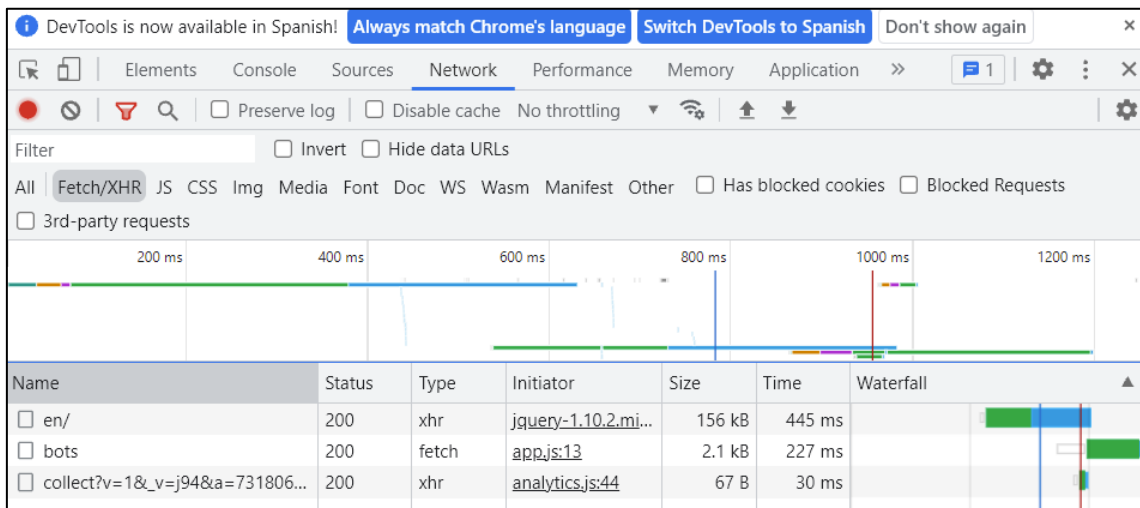 DevTools is now available in Spanish! Always match Chrome's language Switch DevTools to Spanish Don't show again ×
Elements Console Sources Network Performance Memory Application » 1
Preserve log Disable cache No throttling
Filter Invert Hide data URLs
All Fetch/XHR JS CSS Img Media Font Doc WS Wasm Manifest Other Has blocked cookies Blocked Requests
3rd-party requests
200 ms 400 ms 600 ms 800 ms 1000 ms 1200 ms
Name Status Type Initiator Size Time Waterfall
en/ 200 xhr jquery-1.10.2.mi... 156 kB 445 ms
bots 200 fetch app.js:13 2.1 kB 227 ms
collect?v=1&_v=j94&a=731806... 200 xhr analytics.js:44 67 B 30 ms